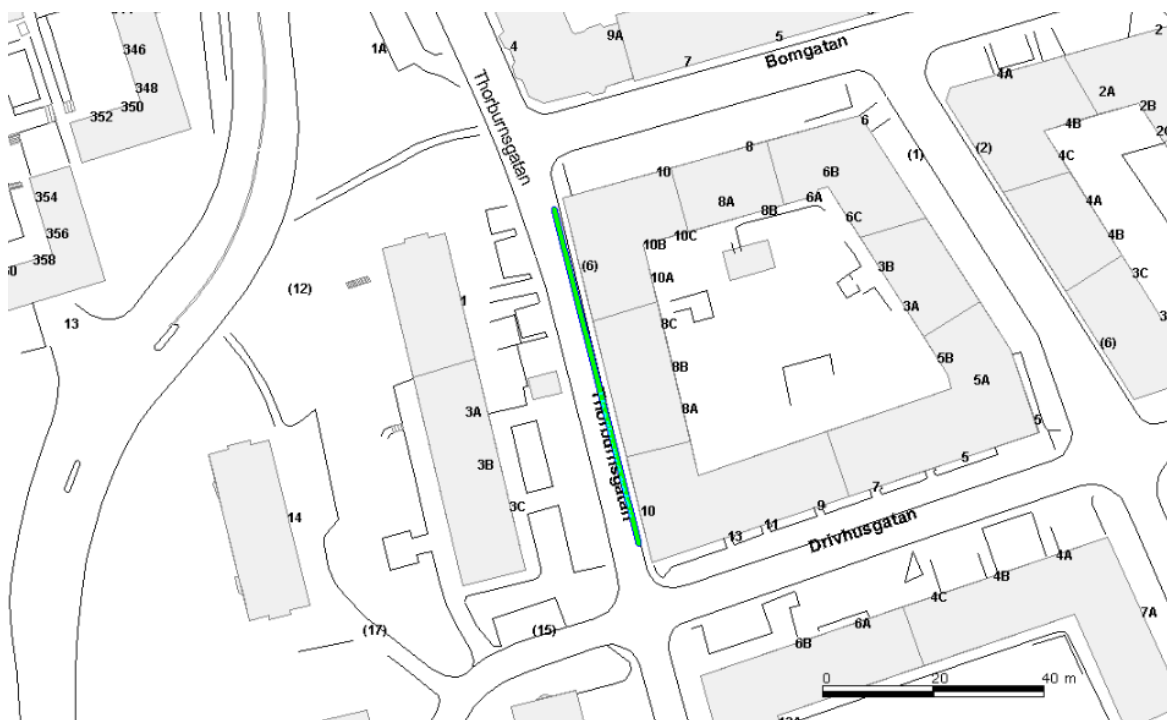 346
348
350
352
354
356
358
13
1A
4
9A
5
7
Bomgatan
2
4A
2A
2B
4B
4C
4A
4B
3C
(2)
(1)
(6)
6
8
10
6B
6A
8A
8B
6C
10C
10B
10A
(6)
3B
3A
8C
8B
8A
5B
5A
5
5
7
9
11
13
10
Drivhusgatan
Thorburnsgatan
Thorburnsgatan
(12)
1
3A
3B
3C
14
(17)
(15)
4A
4B
4C
6A
6B
7A
0 20 40 m